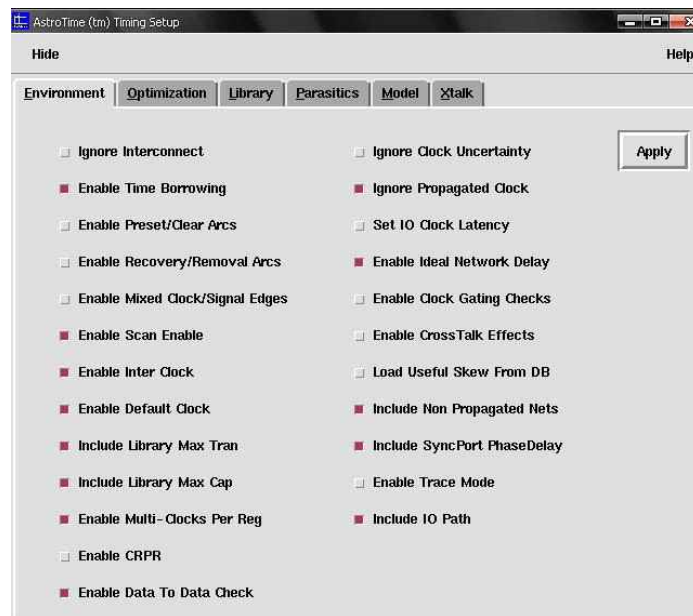 AstroTime (tm) Timing Setup
Hide Help
Environment Optimization Library Parasitics Model Xtalk
Ignore Interconnect
Enable Time Borrowing
Enable Preset/Clear Arcs
Enable Recovery/Removal Arcs
Enable Mixed Clock/Signal Edges
Enable Scan Enable
Enable Inter Clock
Enable Default Clock
Include Library Max Tran
Include Library Max Cap
Enable Multi-Clocks Per Reg
Enable CRPR
Enable Data To Data Check
Ignore Clock Uncertainty
Ignore Propagated Clock
Set IO Clock Latency
Enable Ideal Network Delay
Enable Clock Gating Checks
Enable CrossTalk Effects
Load Useful Skew From DB
Include Non Propagated Nets
Include SyncPort PhaseDelay
Enable Trace Mode
Include IO Path
Apply